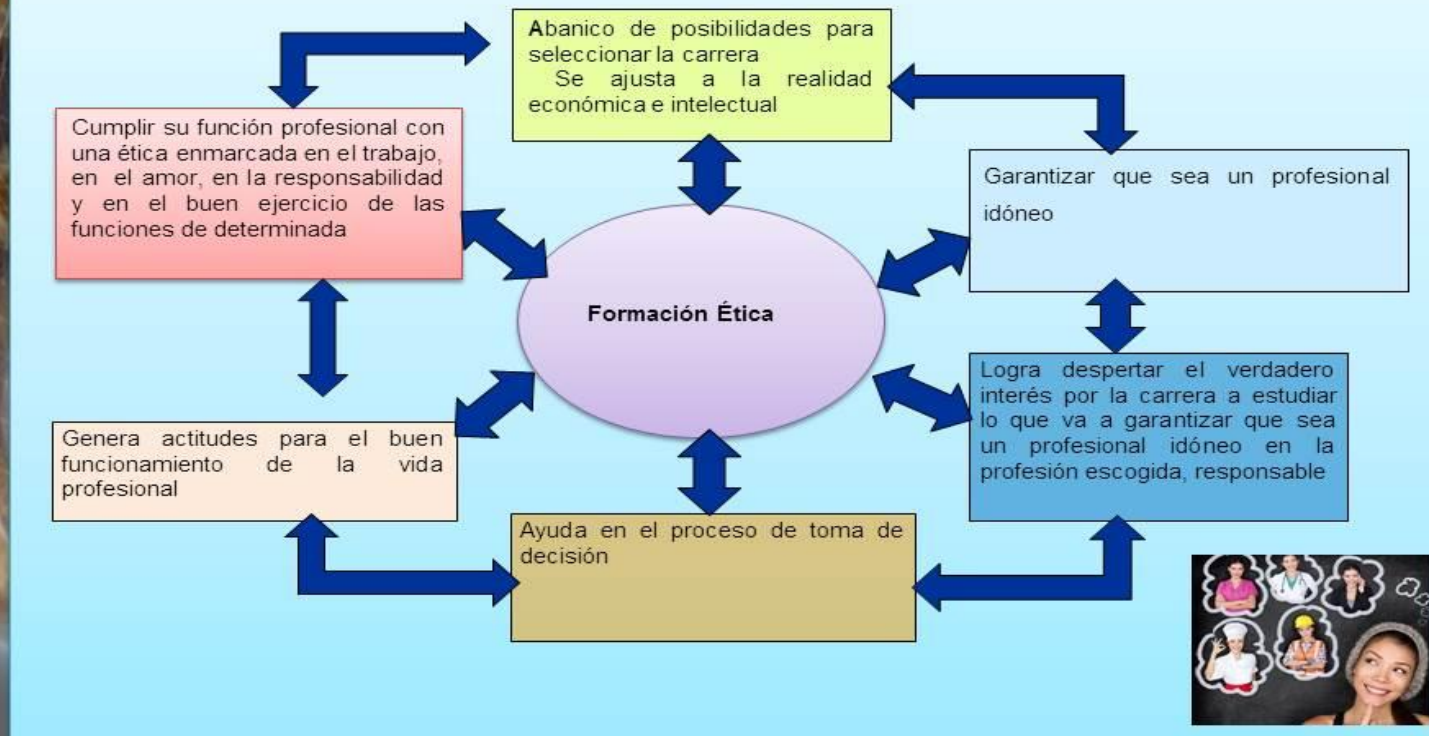 Abanico de posibilidades para
seleccionar la carrera
Se ajusta a la realidad
económica e intelectual
Cumplir su función profesional con
una ética enmarcada en el trabajo,
en el amor, en la responsabilidad
y en el buen ejercicio de las
funciones de determinada
Garantizar que sea un profesional
idóneo
Formación Ética
Logra despertar el verdadero
interés por la carrera a estudiar
lo que va a garantizar que sea
un profesional idóneo en la
profesión escogida, responsable
Genera actitudes para el buen
funcionamiento de la vida
profesional
Ayuda en el proceso de toma de
decisión